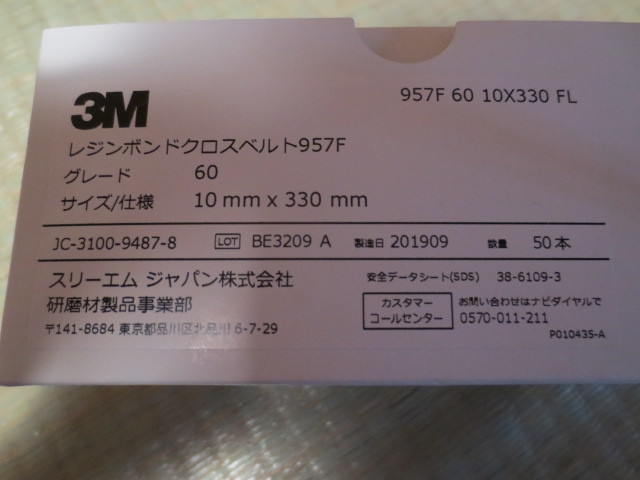 3M
957F 60 10X330 FL
レジンボンドクロスベルト957F
グレード 60
サイズ/仕様 10 mm x 330 mm
JC-3100-9487-8 LOT BE3209 A 製造日 201909 数量 50本
スリーエム ジャパン株式会社 安全データシート(SDS) 38-6109-3
研磨材製品事業部
カスタマーコールセンター お問い合わせはナビダイヤルで
0570-011-211
〒141-8684 東京都品川区北品川 6-7-29
P010435-A